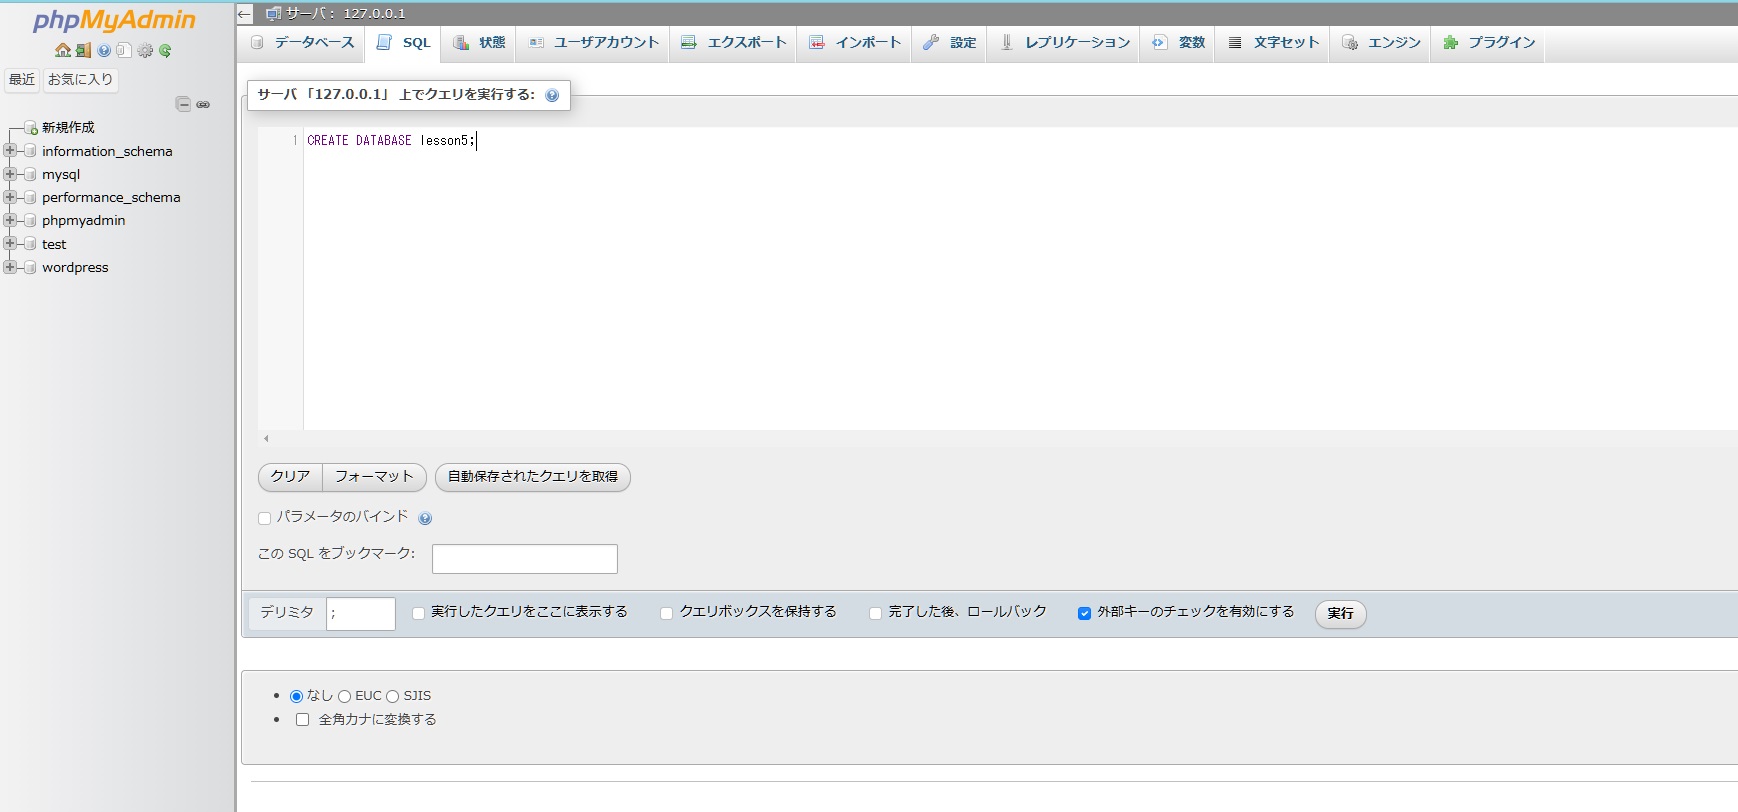 phpMyAdmin
最近 お気に入り
新規作成
information_schema
mysql
performance_schema
phpmyadmin
test
wordpress
サーバ： 127.0.0.1
データベース SQL 状態 ユーザアカウント エクスポート インポート 設定 レプリケーション 変数 文字セット エンジン プラグイン
サーバ「127.0.0.1」 上でクエリを実行する:
1 CREATE DATABASE lesson5;
クリア フォーマット 自動保存されたクエリを取得
パラメータのバインド
この SQL をブックマーク:
デリミタ ; 実行したクエリをここに表示する クエリボックスを保持する 完了した後、ロールバック 外部キーのチェックを有効にする 実行
なし EUC SJIS
全角カナに変換する